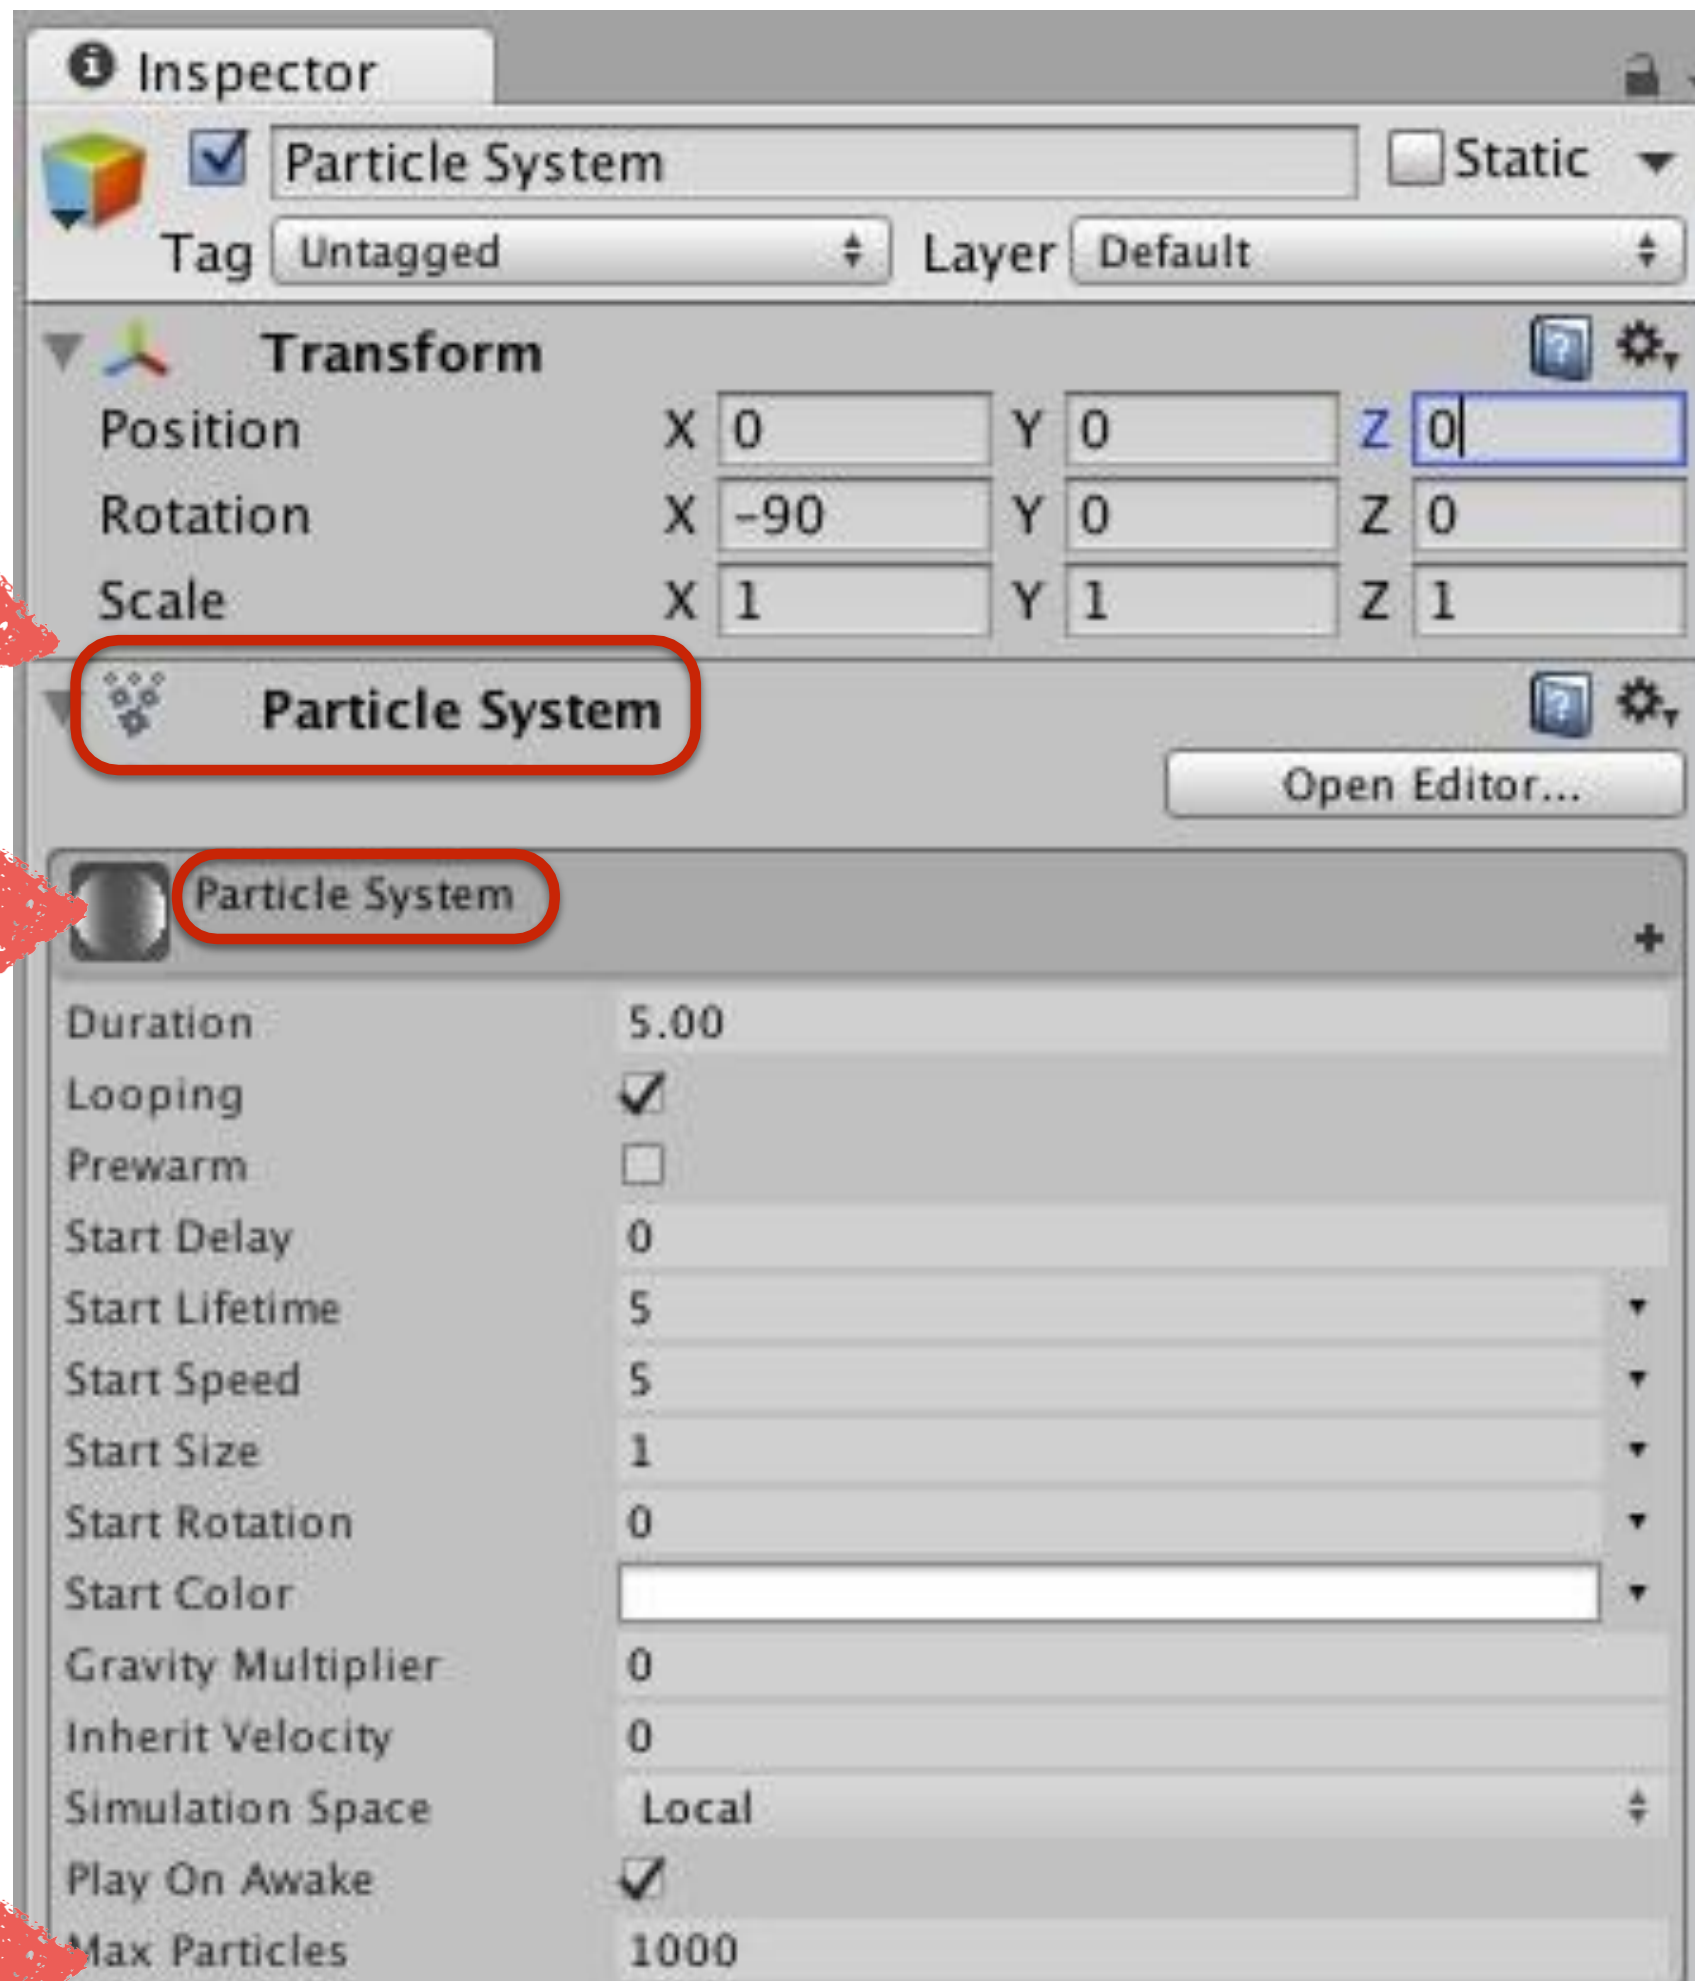 Inspector
Particle System Static
Tag Untagged Layer Default
Transform
Position X 0 Y 0 Z 0
Rotation X -90 Y 0 Z 0
Scale X 1 Y 1 Z 1
Particle System
Open Editor...
Particle System
Duration 5.00
Looping
Prewarm
Start Delay 0
Start Lifetime 5
Start Speed 5
Start Size 1
Start Rotation 0
Start Color
Gravity Multiplier 0
Inherit Velocity 0
Simulation Space Local
Play On Awake
Max Particles 1000